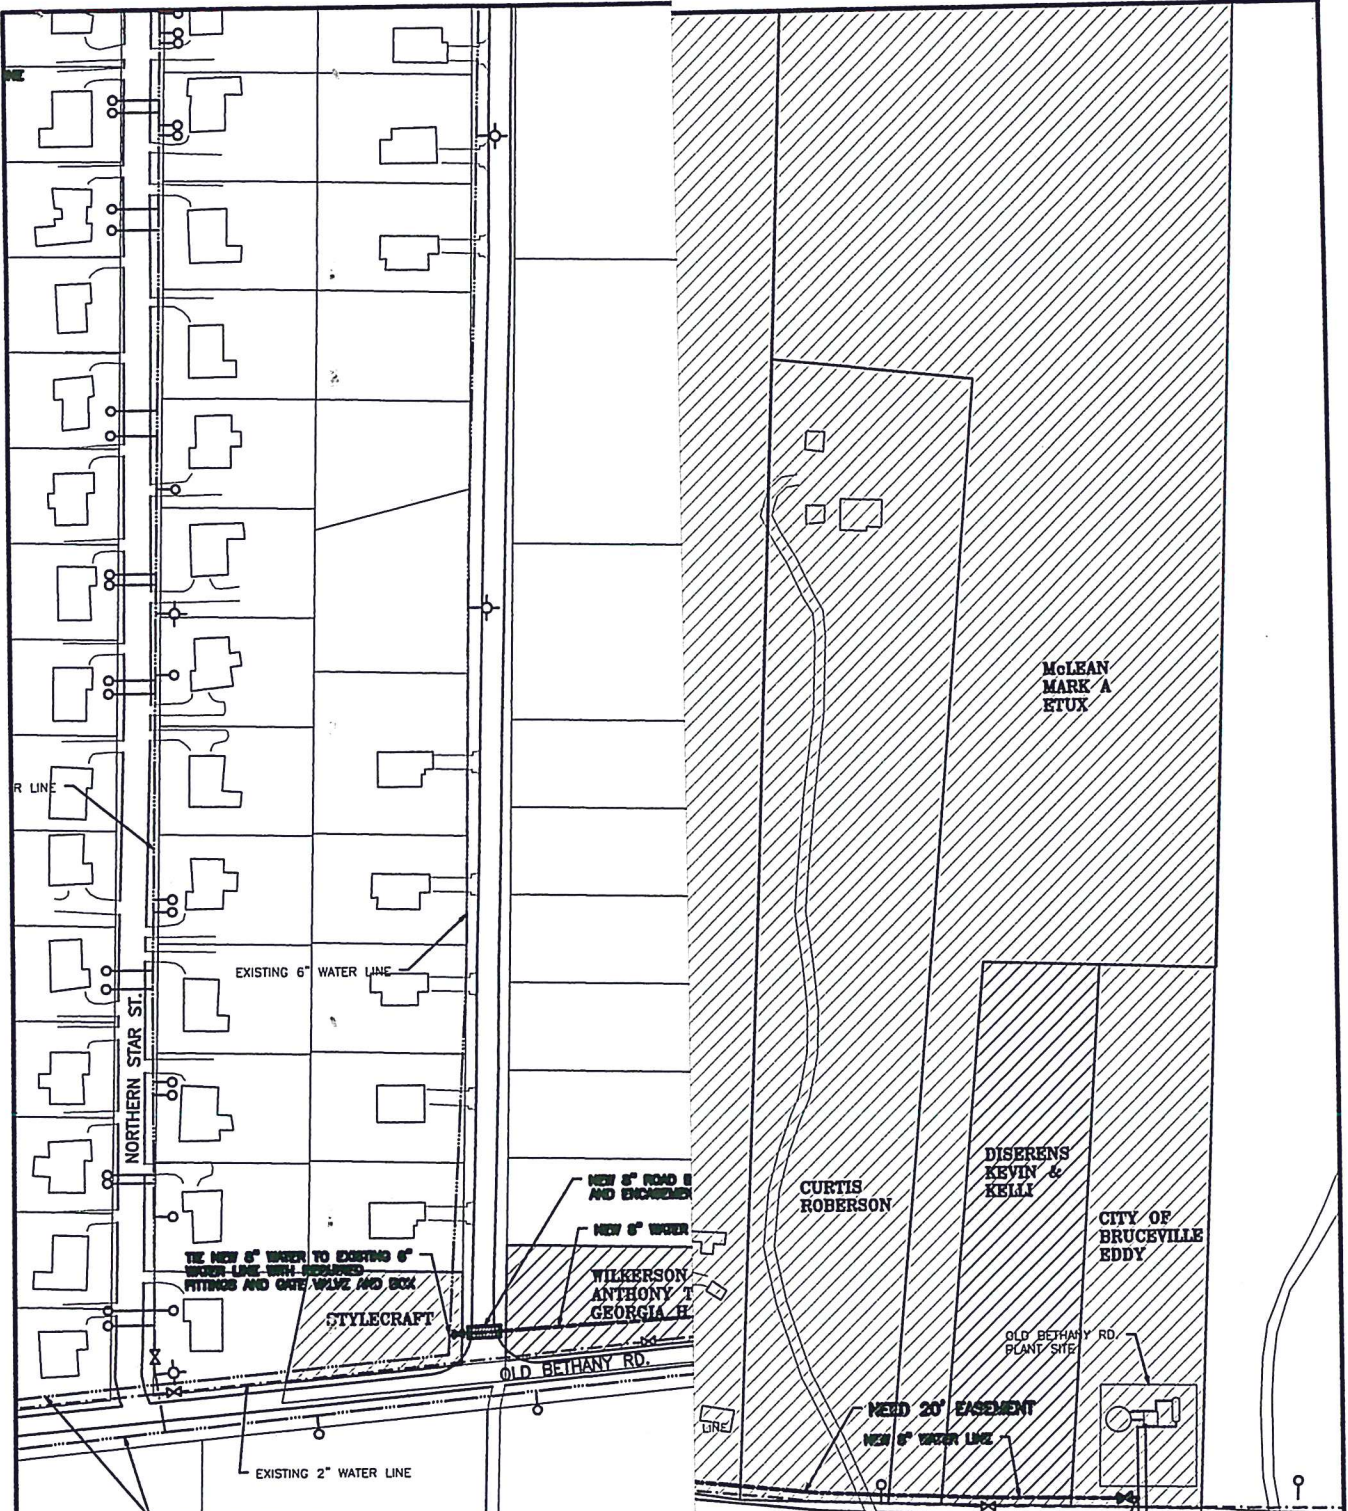 R LINE
NORTHERN STAR ST.
EXISTING 6" WATER LINE
NEW 8" ROAD B
AND ENCASEMEN
NEW 8" WATER
TIE NEW 8" WATER TO EXISTING 6"
WATER LINE WITH REQUIRED
FITTINGS AND GATE VALVE AND BOX
STYLECRAFT
WILKERSON
ANTHONY T
GEORGIA H
OLD BETHANY RD.
EXISTING 2" WATER LINE
McLEAN
MARK A
ETUX
CURTIS
ROBERSON
DISERENS
KEVIN &
KELLI
CITY OF
BRUCEVILLE
EDDY
OLD BETHANY RD.
PLANT SITE
NEED 20' EASEMENT
NEW 8" WATER LINE